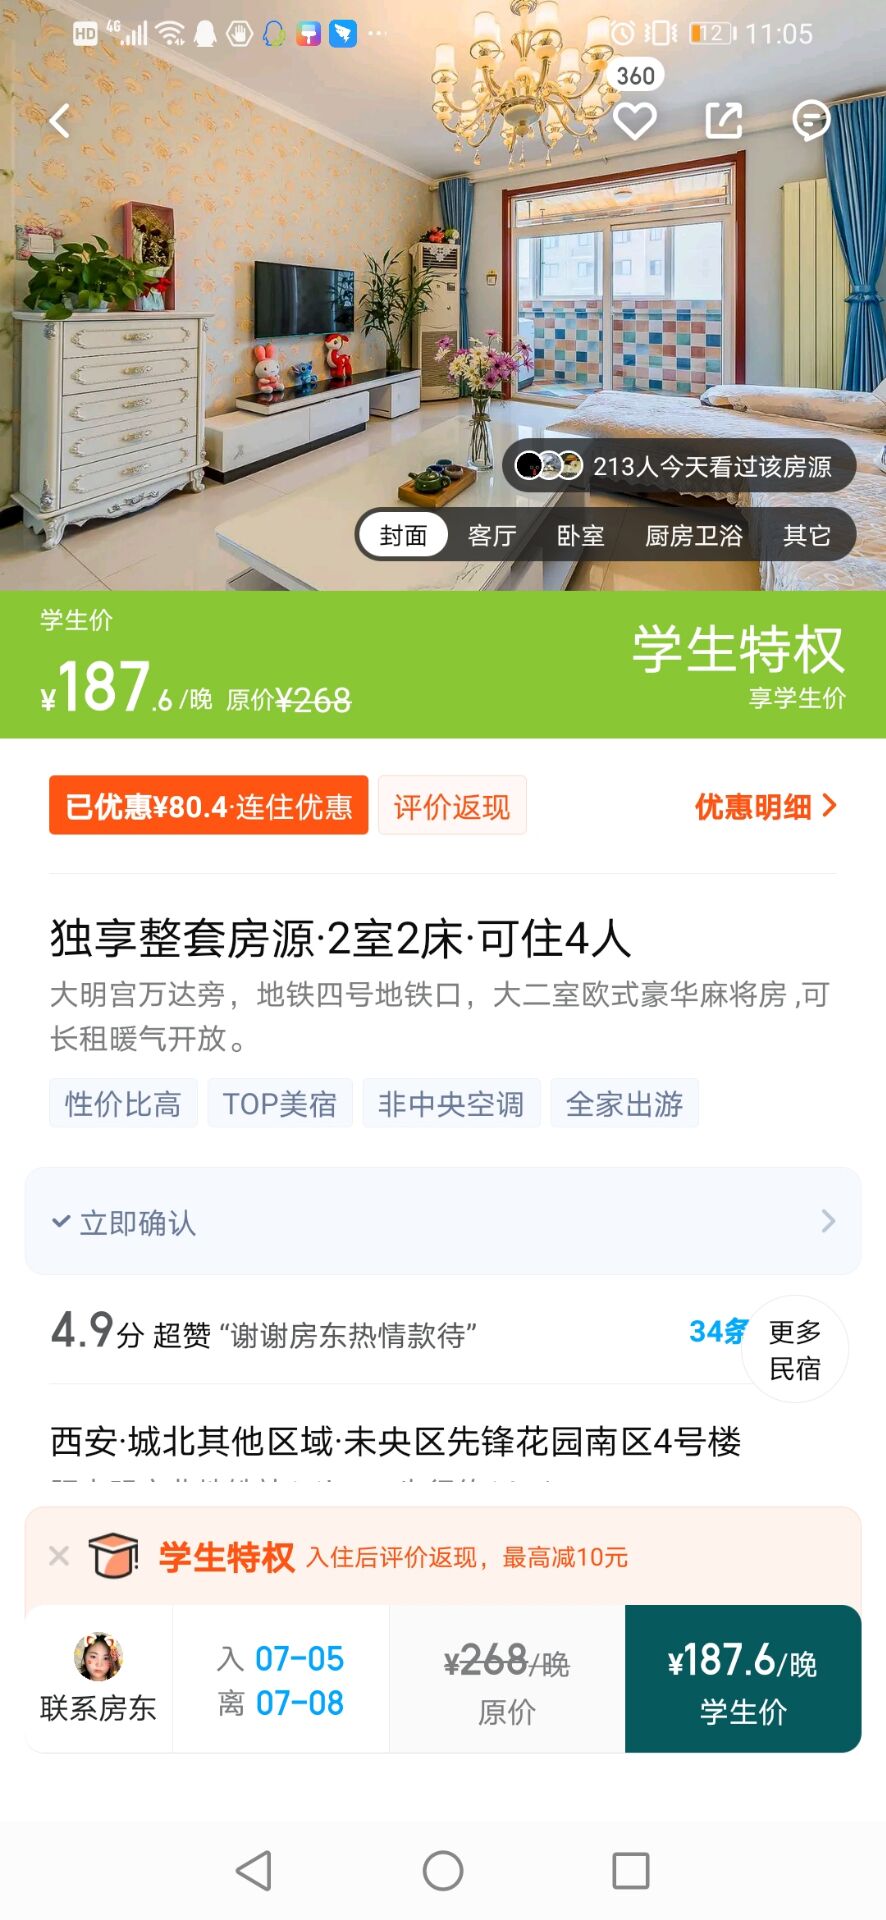 HD 4G 12 11:05
360
213人今天看过该房源
封面 客厅 卧室 厨房卫浴 其它
学生价
¥187.6/晚 原价¥268
学生特权
享学生价
已优惠¥80.4·连住优惠 评价返现 优惠明细
独享整套房源·2室2床·可住4人
大明宫万达旁，地铁四号地铁口，大二室欧式豪华麻将房,可
长租暖气开放。
性价比高 TOP美宿 非中央空调 全家出游
立即确认
4.9分 超赞 “谢谢房东热情款待” 34条
更多
民宿
西安·城北其他区域·未央区先锋花园南区4号楼
学生特权 入住后评价返现，最高减10元
联系房东
入 07-05
离 07-08
¥268/晚
原价
¥187.6/晚
学生价